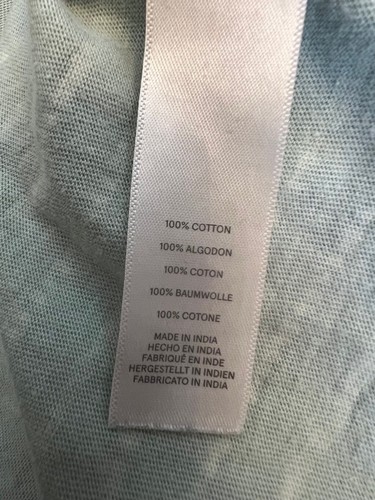 100% COTTON
100% ALGODON
100% COTON
100% BAUMWOLLE
100% COTONE
MADE IN INDIA
HECHO EN INDIA
FABRIQUÉ EN INDE
HERGESTELLT IN INDIEN
FABBRICATO IN INDIA